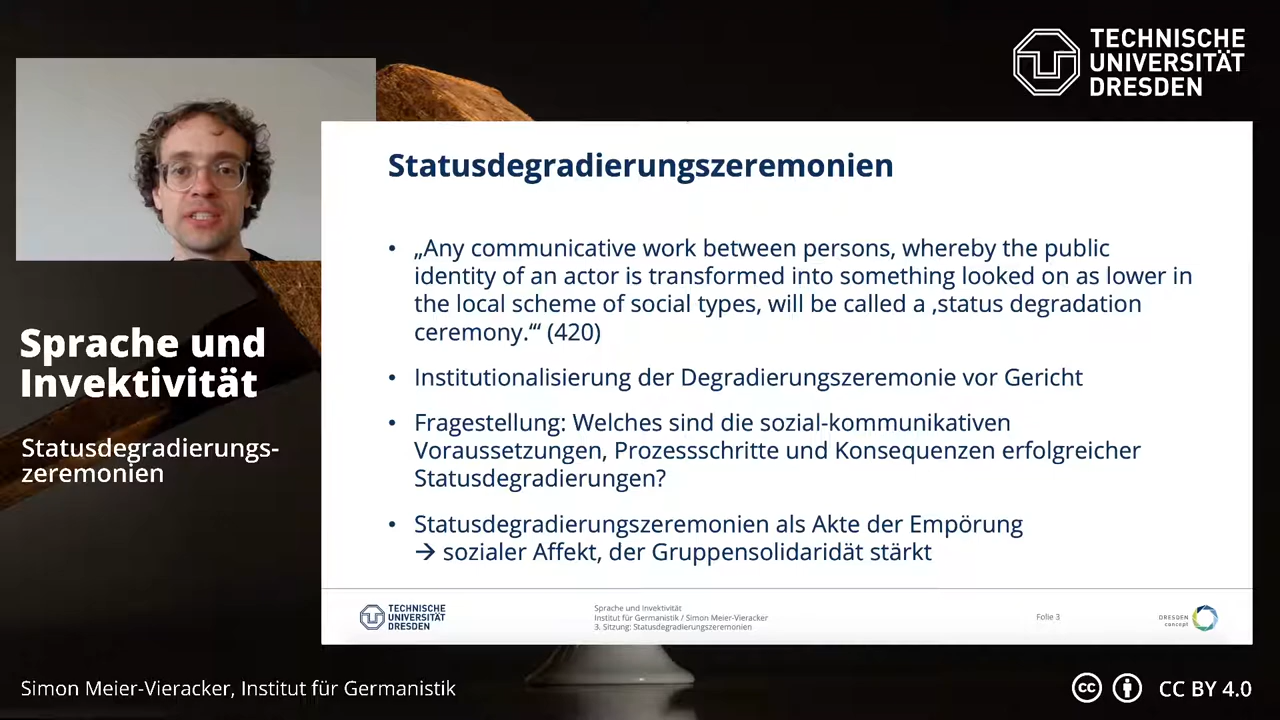 TECHNISCHE
UNIVERSITÄT
DRESDEN
Sprache und
Invektivität
Statusdegradierungs-
zeremonien
Statusdegradierungszeremonien
• „Any communicative work between persons, whereby the public
identity of an actor is transformed into something looked on as lower in
the local scheme of social types, will be called a ‚status degradation
ceremony.‘“ (420)
• Institutionalisierung der Degradierungszeremonie vor Gericht
• Fragestellung: Welches sind die sozial-kommunikativen
Voraussetzungen, Prozessschritte und Konsequenzen erfolgreicher
Statusdegradierungen?
• Statusdegradierungszeremonien als Akte der Empörung
→ sozialer Affekt, der Gruppensolidarität stärkt
TECHNISCHE
UNIVERSITÄT
DRESDEN
Sprache und Invektivität
Institut für Germanistik / Simon Meier-Vieracker
3. Sitzung: Statusdegradierungszeremonien
Folie 3
DRESDEN
concept
Simon Meier-Vieracker, Institut für Germanistik
cc
CC BY 4.0